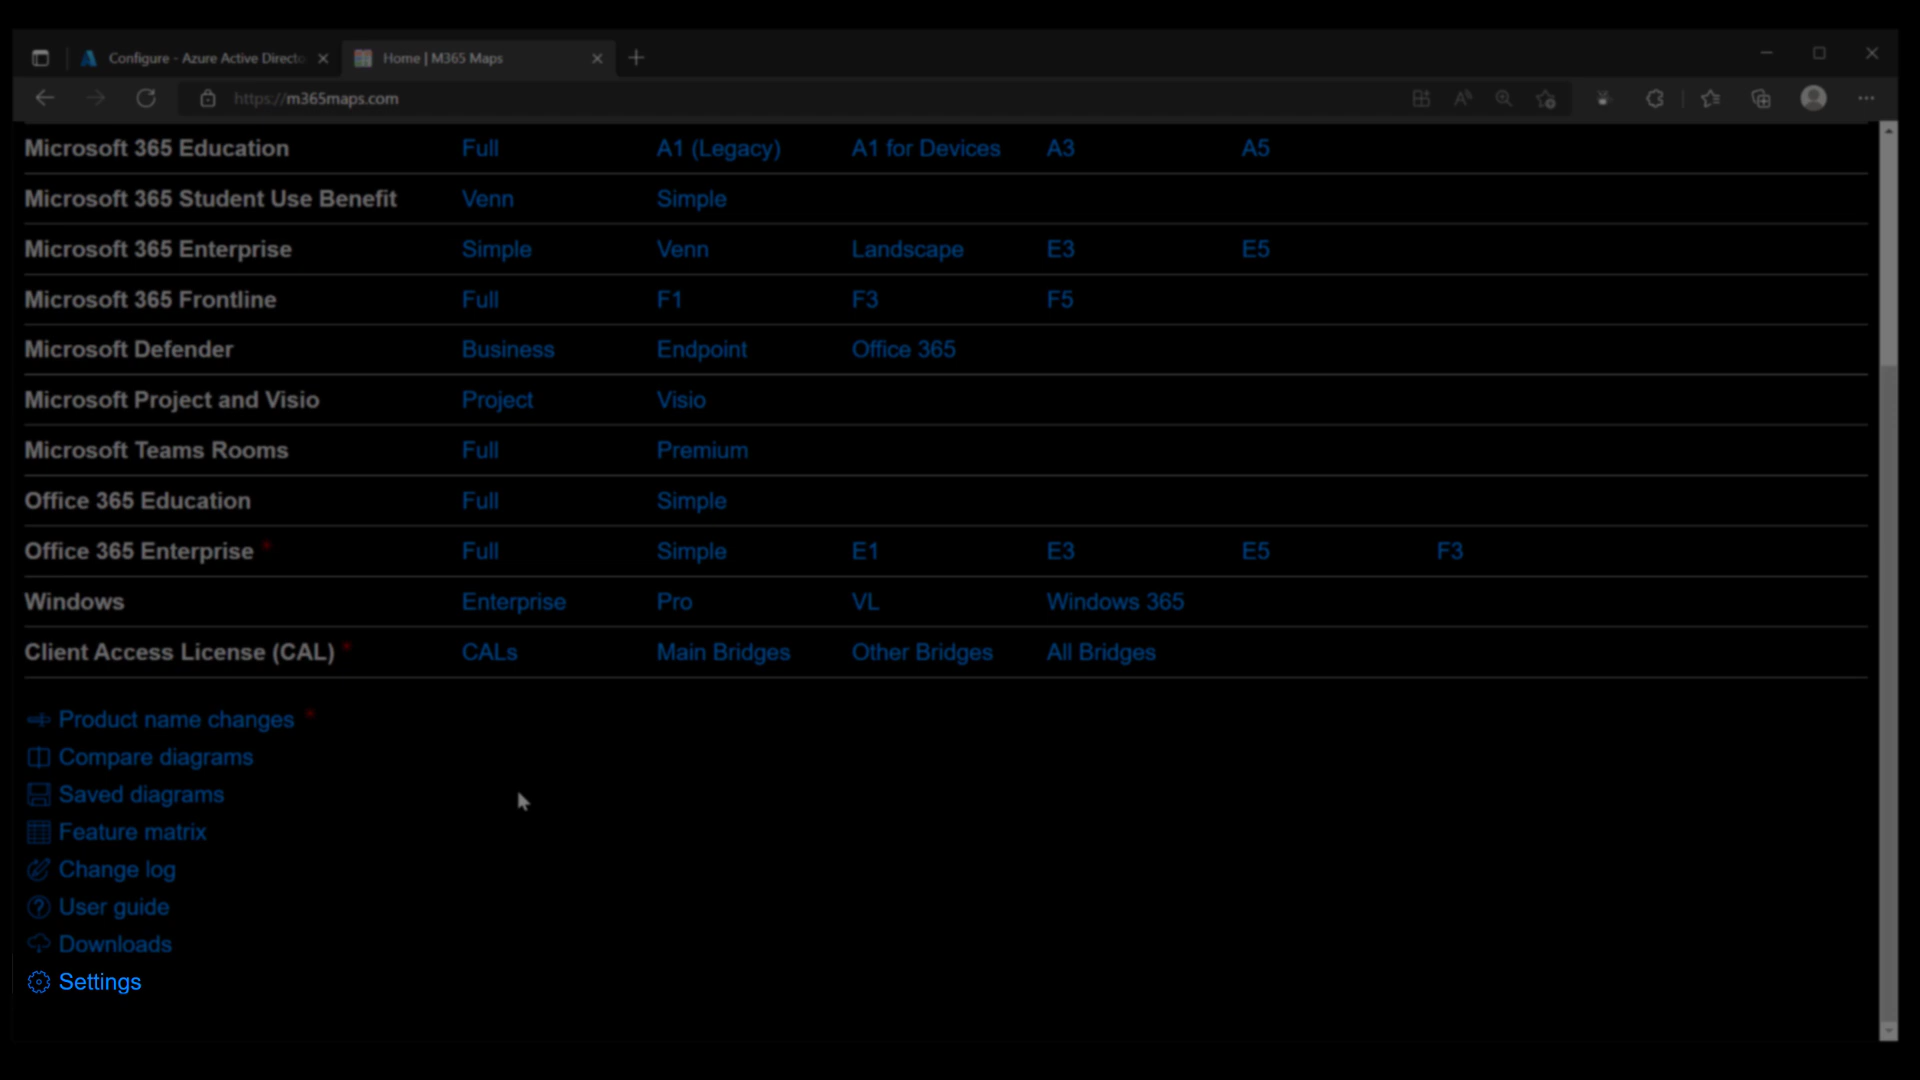 Configure - Azure Active Directo
Home | M365 Maps
https://m365maps.com
Microsoft 365 Education Full A1 (Legacy) A1 for Devices A3 A5
Microsoft 365 Student Use Benefit Venn Simple
Microsoft 365 Enterprise Simple Venn Landscape E3 E5
Microsoft 365 Frontline Full F1 F3 F5
Microsoft Defender Business Endpoint Office 365
Microsoft Project and Visio Project Visio
Microsoft Teams Rooms Full Premium
Office 365 Education Full Simple
Office 365 Enterprise * Full Simple E1 E3 E5 F3
Windows Enterprise Pro VL Windows 365
Client Access License (CAL) * CALs Main Bridges Other Bridges All Bridges
Product name changes *
Compare diagrams
Saved diagrams
Feature matrix
Change log
User guide
Downloads
Settings